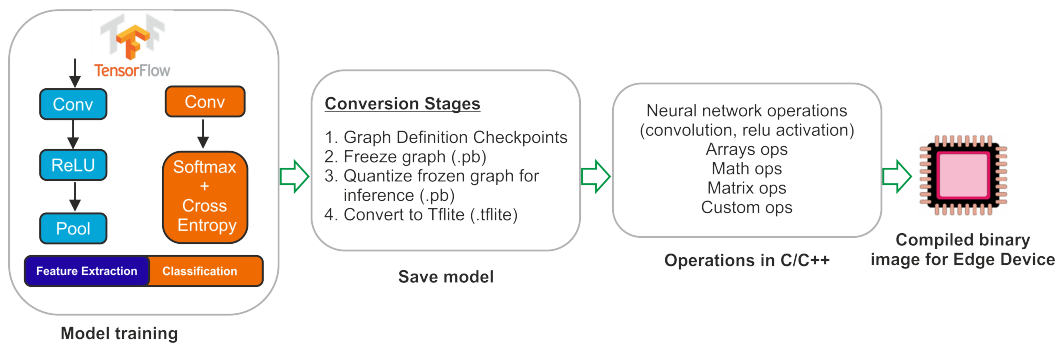 TensorFlow
Conv
ReLU
Pool
Conv
Softmax
+
Cross
Entropy
Feature Extraction
Classification
Model training
Conversion Stages
1. Graph Definition Checkpoints
2. Freeze graph (.pb)
3. Quantize frozen graph for
inference (.pb)
4. Convert to Tflite (.tflite)
Save model
Neural network operations
(convolution, relu activation)
Arrays ops
Math ops
Matrix ops
Custom ops
Operations in C/C++
Compiled binary
image for Edge Device